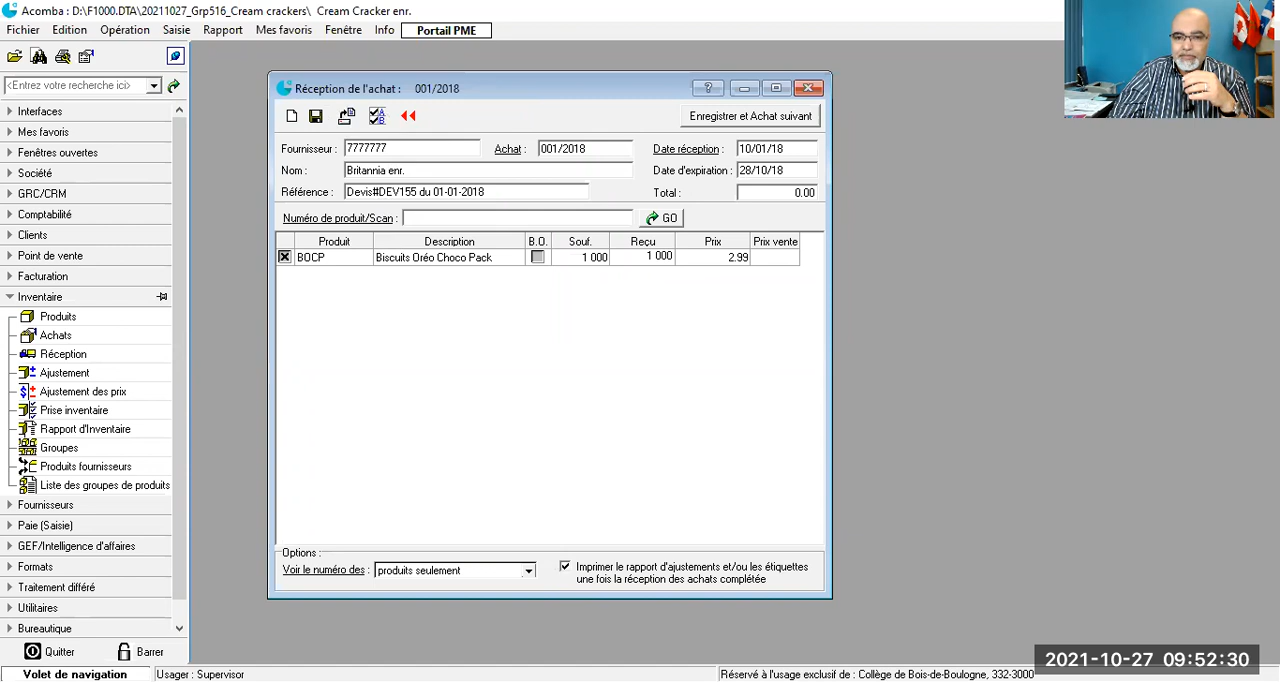 Acomba : D:\F1000.DTA\20211027_Grp516_Cream crackers\ Cream Cracker enr.
Fichier Edition Opération Saisie Rapport Mes favoris Fenêtre Info Portail PME
<Entrez votre recherche ici>
Interfaces
Mes favoris
Fenêtres ouvertes
Société
GRC/CRM
Comptabilité
Clients
Point de vente
Facturation
Inventaire
Produits
Achats
Réception
Ajustement
Ajustement des prix
Prise inventaire
Rapport d'Inventaire
Groupes
Produits fournisseurs
Liste des groupes de produits
Fournisseurs
Paie (Saisie)
GEF/Intelligence d'affaires
Formats
Traitement différé
Utilitaires
Bureautique
Quitter Barrer
Réception de l'achat : 001/2018
Enregistrer et Achat suivant
Fournisseur : 7777777 Achat : 001/2018 Date réception : 10/01/18
Nom : Britannia enr. Date d'expiration : 28/10/18
Référence : Devis#DEV155 du 01-01-2018 Total : 0.00
Numéro de produit/Scan : GO
Produit Description B.O. Souf. Reçu Prix Prix vente
BOCP Biscuits Oréo Choco Pack 1 000 1 000 2.99
Options :
Voir le numéro des : produits seulement
Imprimer le rapport d'ajustements et/ou les étiquettes
une fois la réception des achats complétée
2021-10-27 09:52:30
Volet de navigation Usager : Supervisor Réservé à l'usage exclusif de : Collège de Bois-de-Boulogne, 332-3000